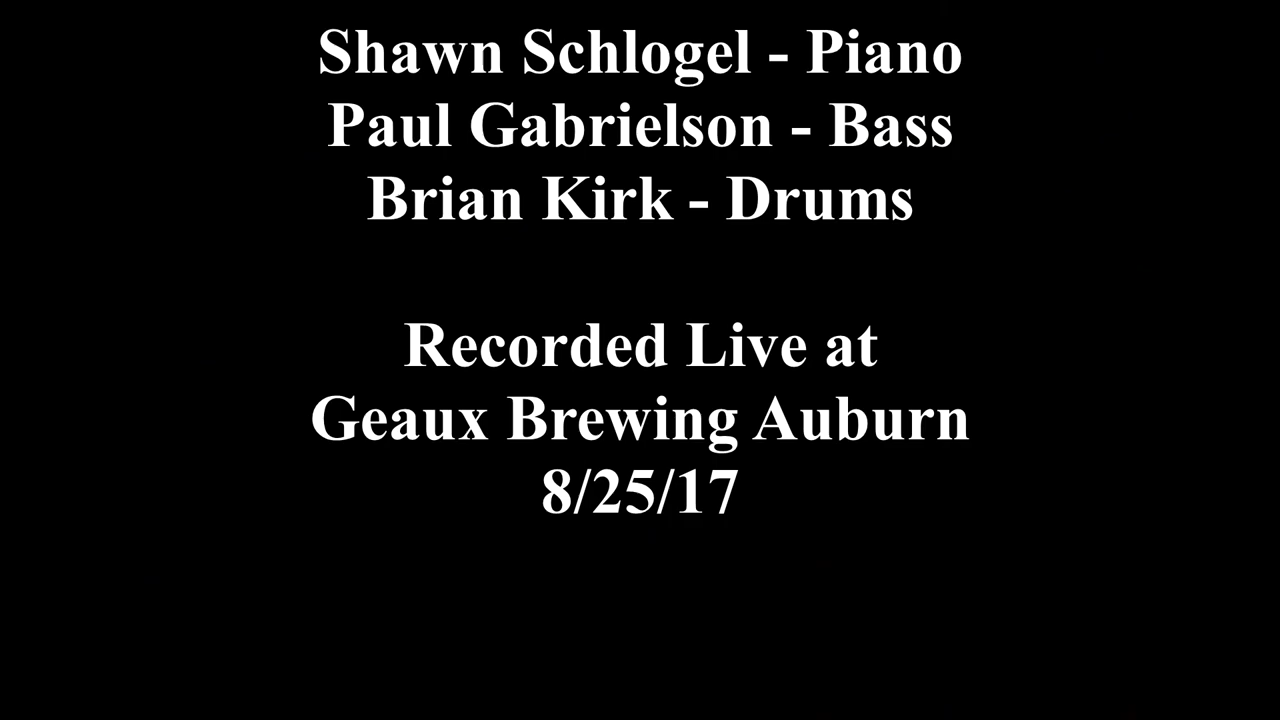 Shawn Schlogel - Piano
Paul Gabrielson - Bass
Brian Kirk - Drums
Recorded Live at
Geaux Brewing Auburn
8/25/17